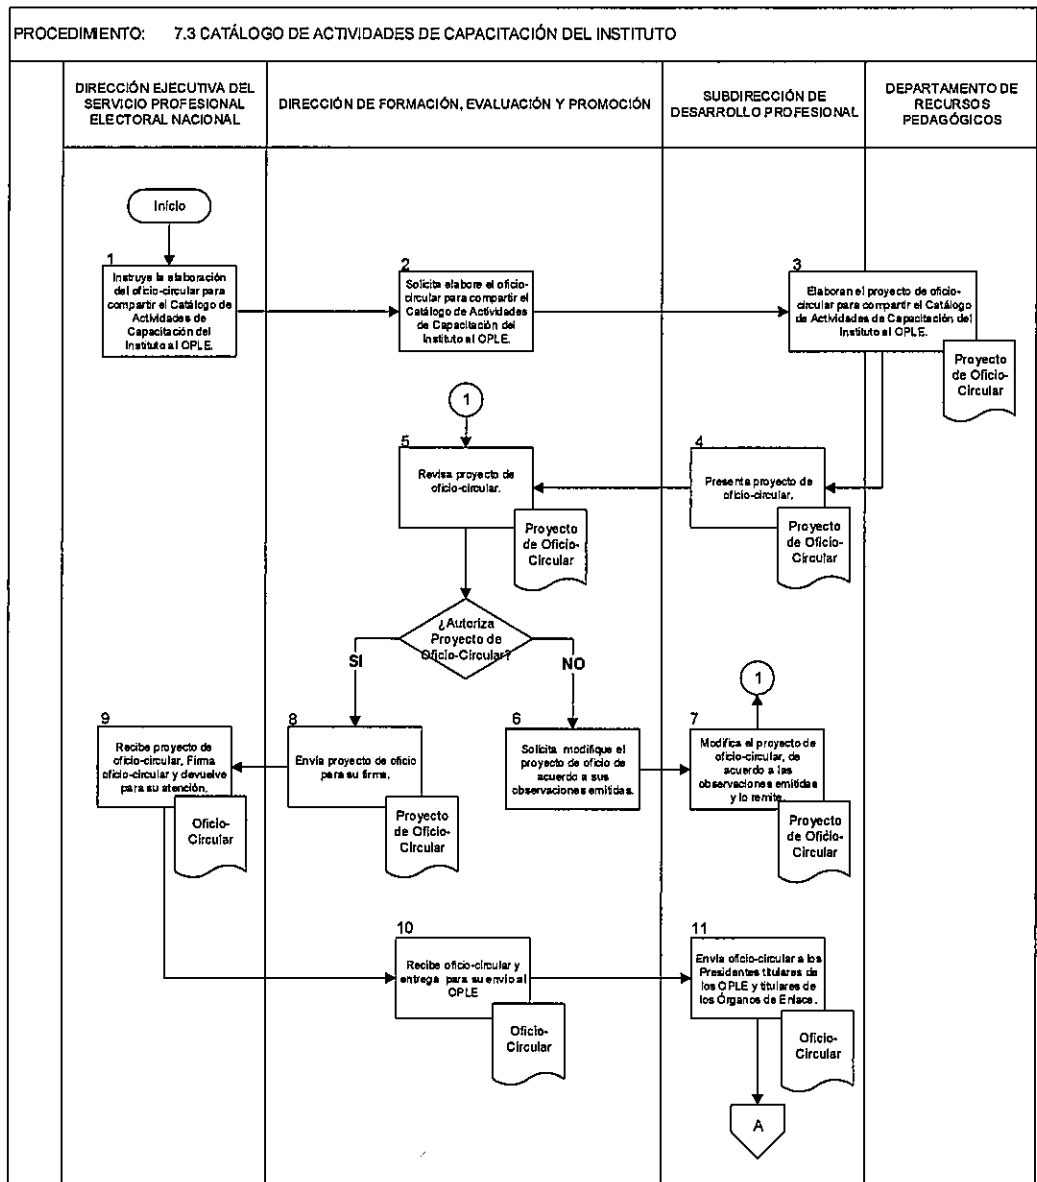 PROCEDIMIENTO: 7.3 CATÁLOGO DE ACTIVIDADES DE CAPACITACIÓN DEL INSTITUTO
DIRECCIÓN EJECUTIVA DEL
SERVICIO PROFESIONAL
ELECTORAL NACIONAL
DIRECCIÓN DE FORMACIÓN, EVALUACIÓN Y PROMOCIÓN
SUBDIRECCIÓN DE
DESARROLLO PROFESIONAL
DEPARTAMENTO DE
RECURSOS
PEDAGÓGICOS
Inicio
1
Instruye la elaboración
del oficio-circular para
compartir el Catálogo de
Actividades de
Capacitación del
Instituto al OPLE.
2
Solicita elabore el oficio-
circular para compartir el
Catálogo de Actividades
de Capacitación del
Instituto al OPLE.
3
Elaboran el proyecto de oficio-
circular para compartir el Catálogo
de Actividades de Capacitación del
Instituto al OPLE.
Proyecto
de Oficio-
Circular
1
5
Revisa proyecto de
oficio-circular.
Proyecto
de Oficio-
Circular
4
Presenta proyecto de
oficio-circular.
Proyecto
de Oficio-
Circular
¿Autoriza
Proyecto de
Oficio-Circular?
SI
NO
1
9
Recibe proyecto de
oficio-circular, Firma
oficio-circular y devuelve
para su atención.
Oficio-
Circular
8
Envía proyecto de oficio
para su firma.
Proyecto
de Oficio-
Circular
6
Solicita modifique el
proyecto de oficio de
acuerdo a sus
observaciones emitidas.
7
Modifica el proyecto de
oficio-circular, de
acuerdo a las
observaciones emitidas
y lo remite.
Proyecto
de Oficio-
Circular
10
Recibe oficio-circular y
entrega para su envío al
OPLE
Oficio-
Circular
11
Envía oficio-circular a los
Presidentes titulares de
los OPLE y titulares de
los Órganos de Enlace.
Oficio-
Circular
A